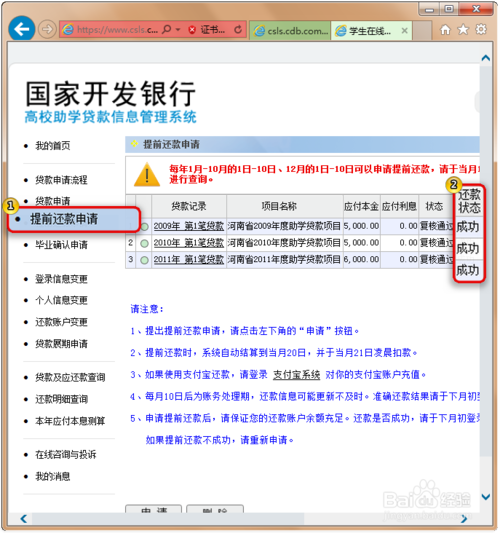 https://www.csls.c...
证书...
csls.cdb.com...
学生在线...
国家开发银行
高校助学贷款信息管理系统
我的首页
贷款申请流程
贷款申请
1
提前还款申请
毕业确认申请
登录信息变更
个人信息变更
还款账户变更
贷款展期申请
贷款及应还款查询
还款明细查询
本年应付本息测算
在线咨询与投诉
我的消息
提前还款申请
每年1月-10月的1日-10日、12月的1日-10日可以申请提前还款，请于当月1
进行查询。
2
贷款记录 项目名称 应付本金 应付利息 状态 还款状态
2009年 第1笔贷款 河南省2009年度助学贷款项目 5,000.00 0.00 复核通过 成功
2 2010年 第1笔贷款 河南省2010年度助学贷款项目 5,000.00 0.00 复核通过 成功
3 2011年 第1笔贷款 河南省2011年度助学贷款项目 6,000.00 0.00 复核通过 成功
请注意：
1、提出提前还款申请，请点击左下角的“申请”按钮。
2、提前还款时，系统自动结算到当月20日，并于当月21日凌晨扣款。
3、如果使用支付宝还款，请登录 支付宝系统 对你的支付宝账户充值。
4、每月10日后为账务处理期，还款信息可能更新不及时。准确还款结果请于下月初登
5、申请提前还款后，请保证您的还款账户余额充足。还款是否成功，请于下月初登录
如果提前还款不成功，请重新申请。
申 请
删 除
Baidu 经验
jingyan.baidu.com